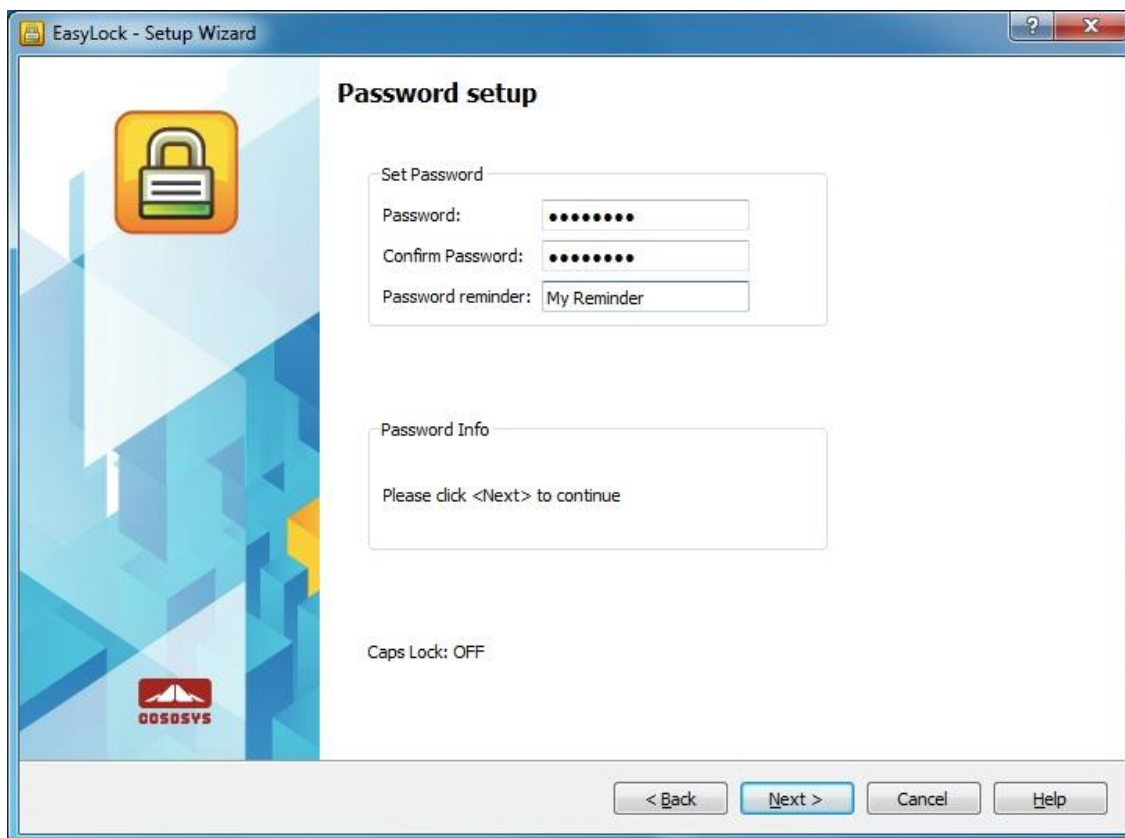 EasyLock - Setup Wizard
Password setup
Set Password
Password: ●●●●●●●●
Confirm Password: ●●●●●●●●
Password reminder: My Reminder
Password Info
Please click <Next> to continue
Caps Lock: OFF
COSOSYS
< Back Next > Cancel Help